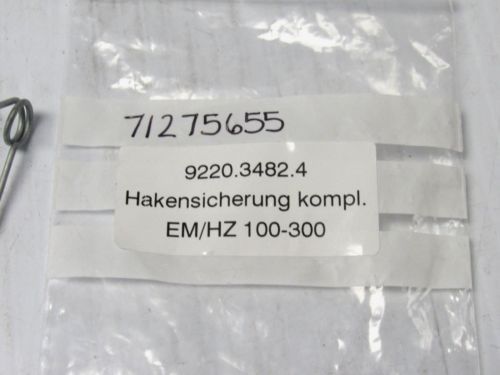 71275655
9220.3482.4
Hakensicherung kompl.
EM/HZ 100-300